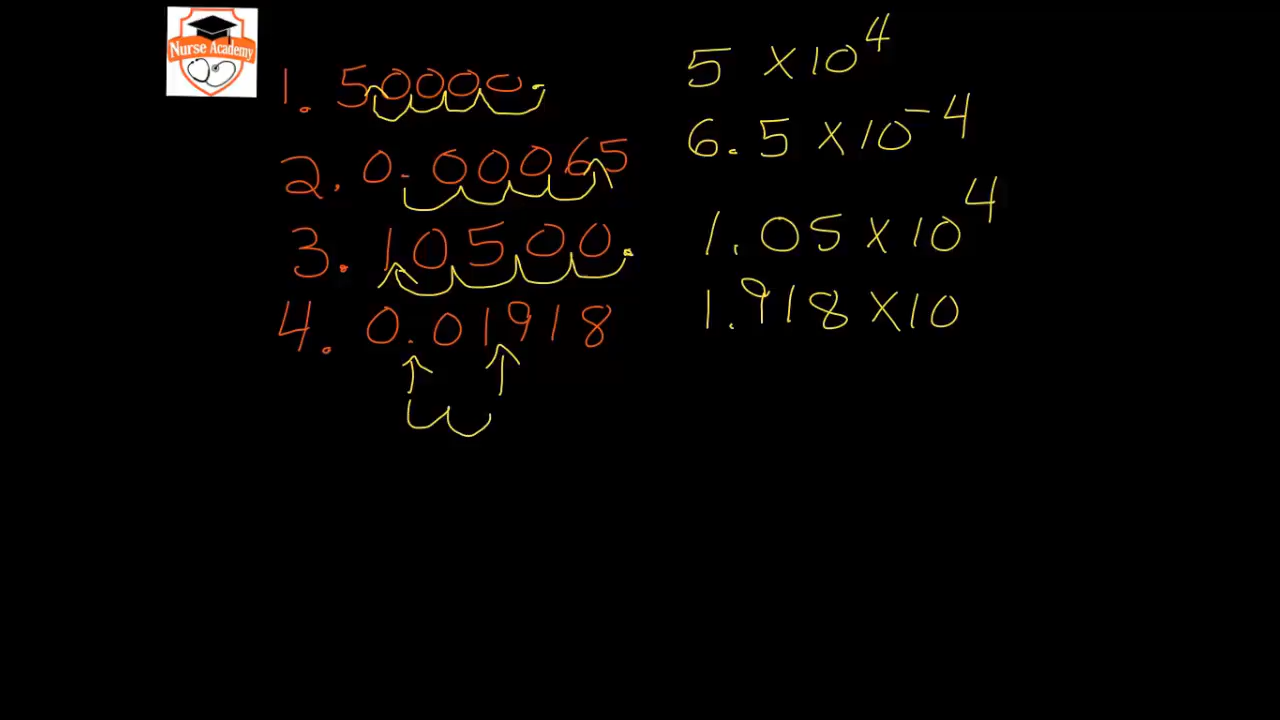 Nurse Academy
1. 50000. 5 × 10⁴
2. 0.00065 6.5 × 10⁻⁴
3. 10500. 1.05 × 10⁴
4. 0.01918 1.918 × 10